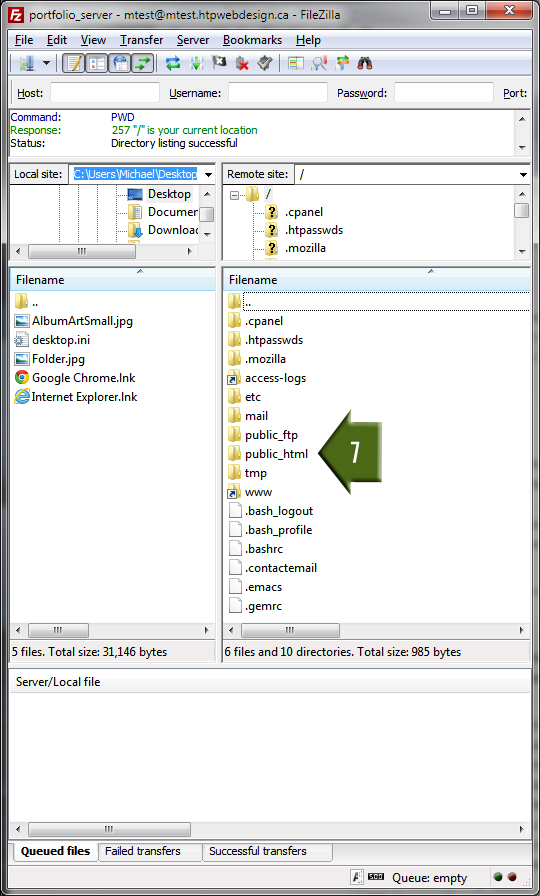 Fz portfolio_server - mtest@mtest.htpwebdesign.ca - FileZilla
File Edit View Transfer Server Bookmarks Help
Host: Username: Password: Port:
Command: PWD
Response: 257 "/" is your current location
Status: Directory listing successful
Local site: C:\Users\Michael\Desktop Remote site: /
Desktop /
Documen .cpanel
Downloac .htpasswds
.mozilla
Filename Filename
.. ..
AlbumArtSmall.jpg .cpanel
desktop.ini .htpasswds
Folder.jpg .mozilla
Google Chrome.lnk access-logs
Internet Explorer.lnk etc
mail
public_ftp
public_html 7
tmp
www
.bash_logout
.bash_profile
.bashrc
.contactemail
.emacs
.gemrc
5 files. Total size: 31,146 bytes 6 files and 10 directories. Total size: 985 bytes
Server/Local file
Queued files Failed transfers Successful transfers
Queue: empty